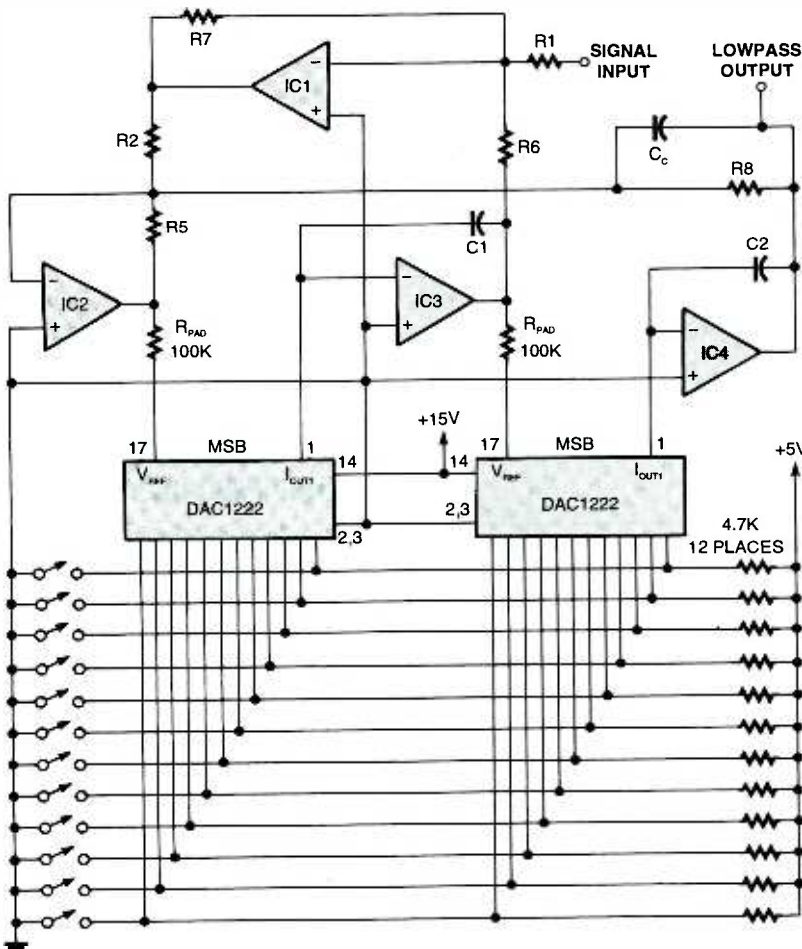 R7
R1
SIGNAL
INPUT
LOWPASS
OUTPUT
−
IC1
+
R2
R6
Cc
R8
R5
C1
C2
−
IC2
+
−
IC3
+
−
IC4
+
RPAD
100K
RPAD
100K
+15V
+5V
17
MSB
1
14
14
17
MSB
1
VREF
IOUT1
VREF
IOUT1
DAC1222
DAC1222
2,3
2,3
4.7K
12 PLACES